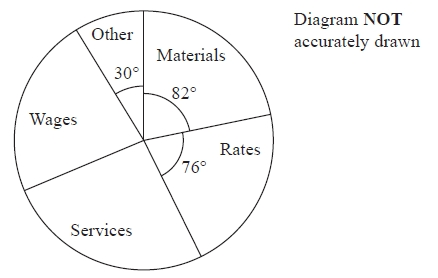 Other
Materials
30°
82°
Wages
Rates
76°
Services
Diagram NOT
accurately drawn